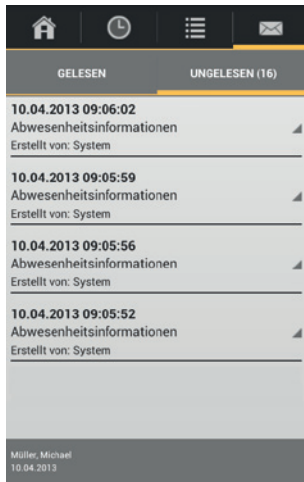 GELESEN
UNGELESEN (16)
10.04.2013 09:06:02
Abwesenheitsinformationen
Erstellt von: System
10.04.2013 09:05:59
Abwesenheitsinformationen
Erstellt von: System
10.04.2013 09:05:56
Abwesenheitsinformationen
Erstellt von: System
10.04.2013 09:05:52
Abwesenheitsinformationen
Erstellt von: System
Müller, Michael
10.04.2013